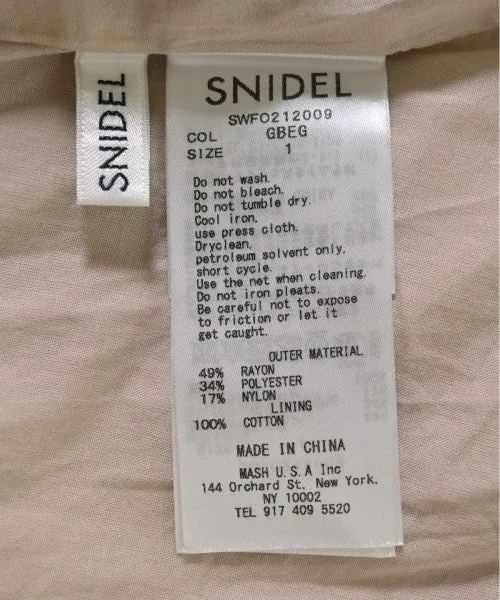 SNIDEL
SNIDEL
SWFO212009
COL GBEG
SIZE 1
Do not wash.
Do not bleach.
Do not tumble dry.
Cool iron.
use press cloth.
Dryclean.
petroleum solvent only.
short cycle.
Use the net when cleaning.
Do not iron pleats.
Be careful not to expose
to friction or let it
get caught.
OUTER MATERIAL
49% RAYON
34% POLYESTER
17% NYLON
LINING
100% COTTON
MADE IN CHINA
MASH U.S.A Inc
144 Orchard St. New York.
NY 10002
TEL 917 409 5520